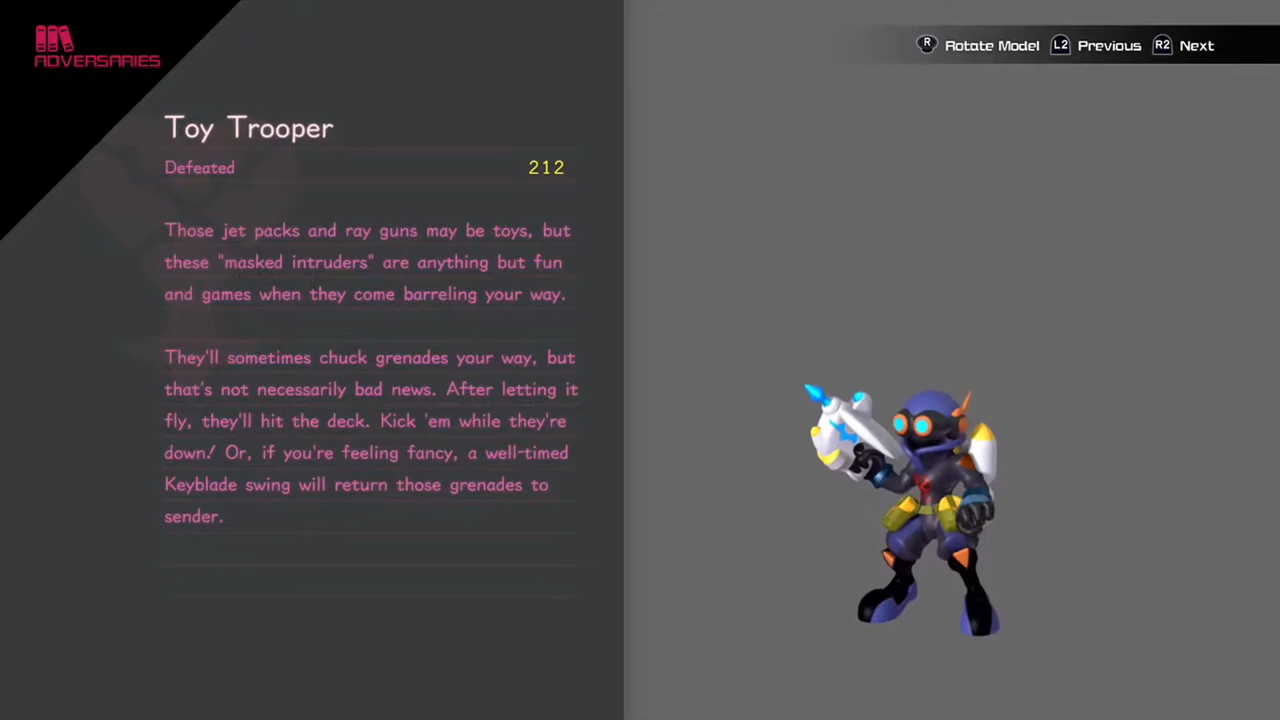 ADVERSARIES
R Rotate Model L2 Previous R2 Next
Toy Trooper
Defeated 212
Those jet packs and ray guns may be toys, but
these "masked intruders" are anything but fun
and games when they come barreling your way.
They'll sometimes chuck grenades your way, but
that's not necessarily bad news. After letting it
fly, they'll hit the deck. Kick 'em while they're
down! Or, if you're feeling fancy, a well-timed
Keyblade swing will return those grenades to
sender.